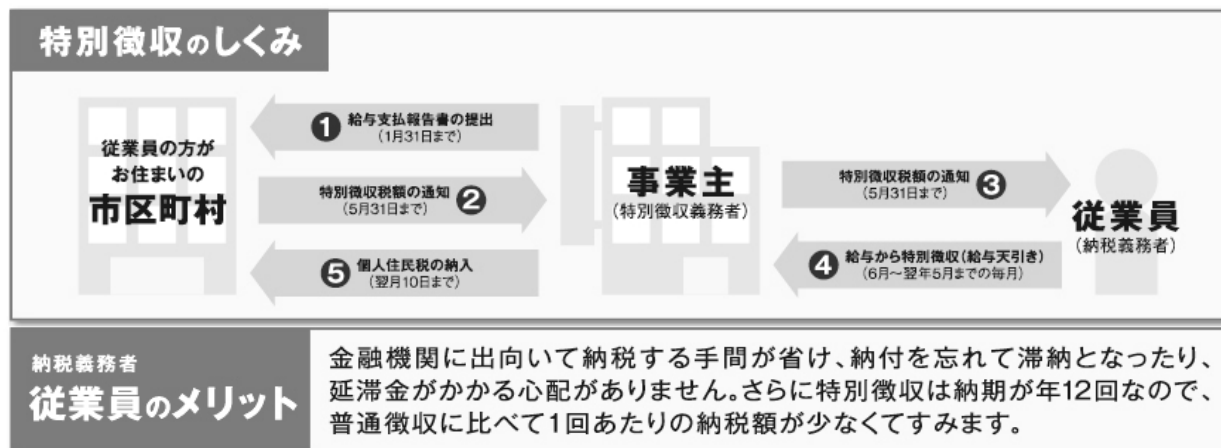 特別徴収のしくみ
従業員の方が
お住まいの
市区町村
❶ 給与支払報告書の提出
（1月31日まで）
特別徴収税額の通知 ❷
（5月31日まで）
❺ 個人住民税の納入
（翌月10日まで）
事業主
（特別徴収義務者）
特別徴収税額の通知 ❸
（5月31日まで）
❹ 給与から特別徴収（給与天引き）
（6月～翌年5月までの毎月）
従業員
（納税義務者）
納税義務者
従業員のメリット
金融機関に出向いて納税する手間が省け、納付を忘れて滞納となったり、
延滞金がかかる心配がありません。さらに特別徴収は納期が年12回なので、
普通徴収に比べて1回あたりの納税額が少なくてすみます。